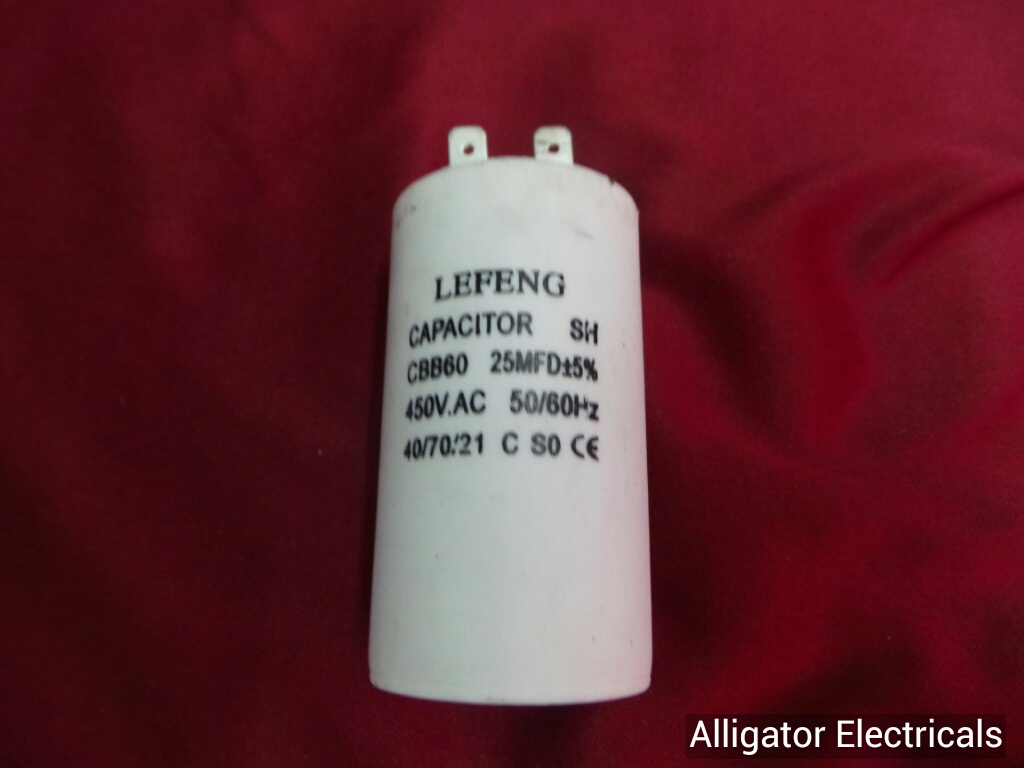 LEFENG
CAPACITOR SH
CBB60 25MFD±5%
450V.AC 50/60Hz
40/70/21 C S0 CE
Alligator Electricals